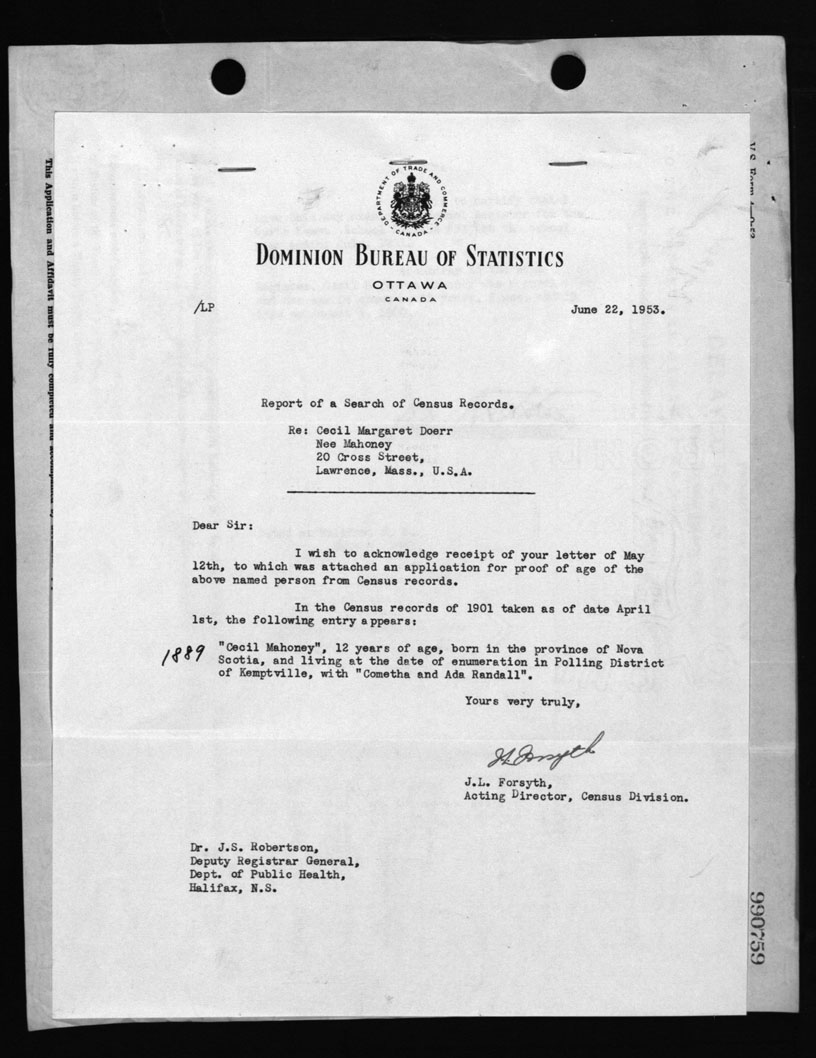 DEPARTMENT OF TRADE AND COMMERCE
- CANADA -
DOMINION BUREAU OF STATISTICS
OTTAWA
CANADA
/LP
June 22, 1953.
Report of a Search of Census Records.
Re: Cecil Margaret Doerr
Nee Mahoney
20 Cross Street,
Lawrence, Mass., U.S.A.
Dear Sir:
I wish to acknowledge receipt of your letter of May
12th, to which was attached an application for proof of age of the
above named person from Census records.
In the Census records of 1901 taken as of date April
1st, the following entry appears:
1889
"Cecil Mahoney", 12 years of age, born in the province of Nova
Scotia, and living at the date of enumeration in Polling District
of Kemptville, with "Cometha and Ada Randall".
Yours very truly,
JL Forsyth
J.L. Forsyth,
Acting Director, Census Division.
Dr. J.S. Robertson,
Deputy Registrar General,
Dept. of Public Health,
Halifax, N.S.
This Application and Affidavit must be fully completed and accompanied by
990759